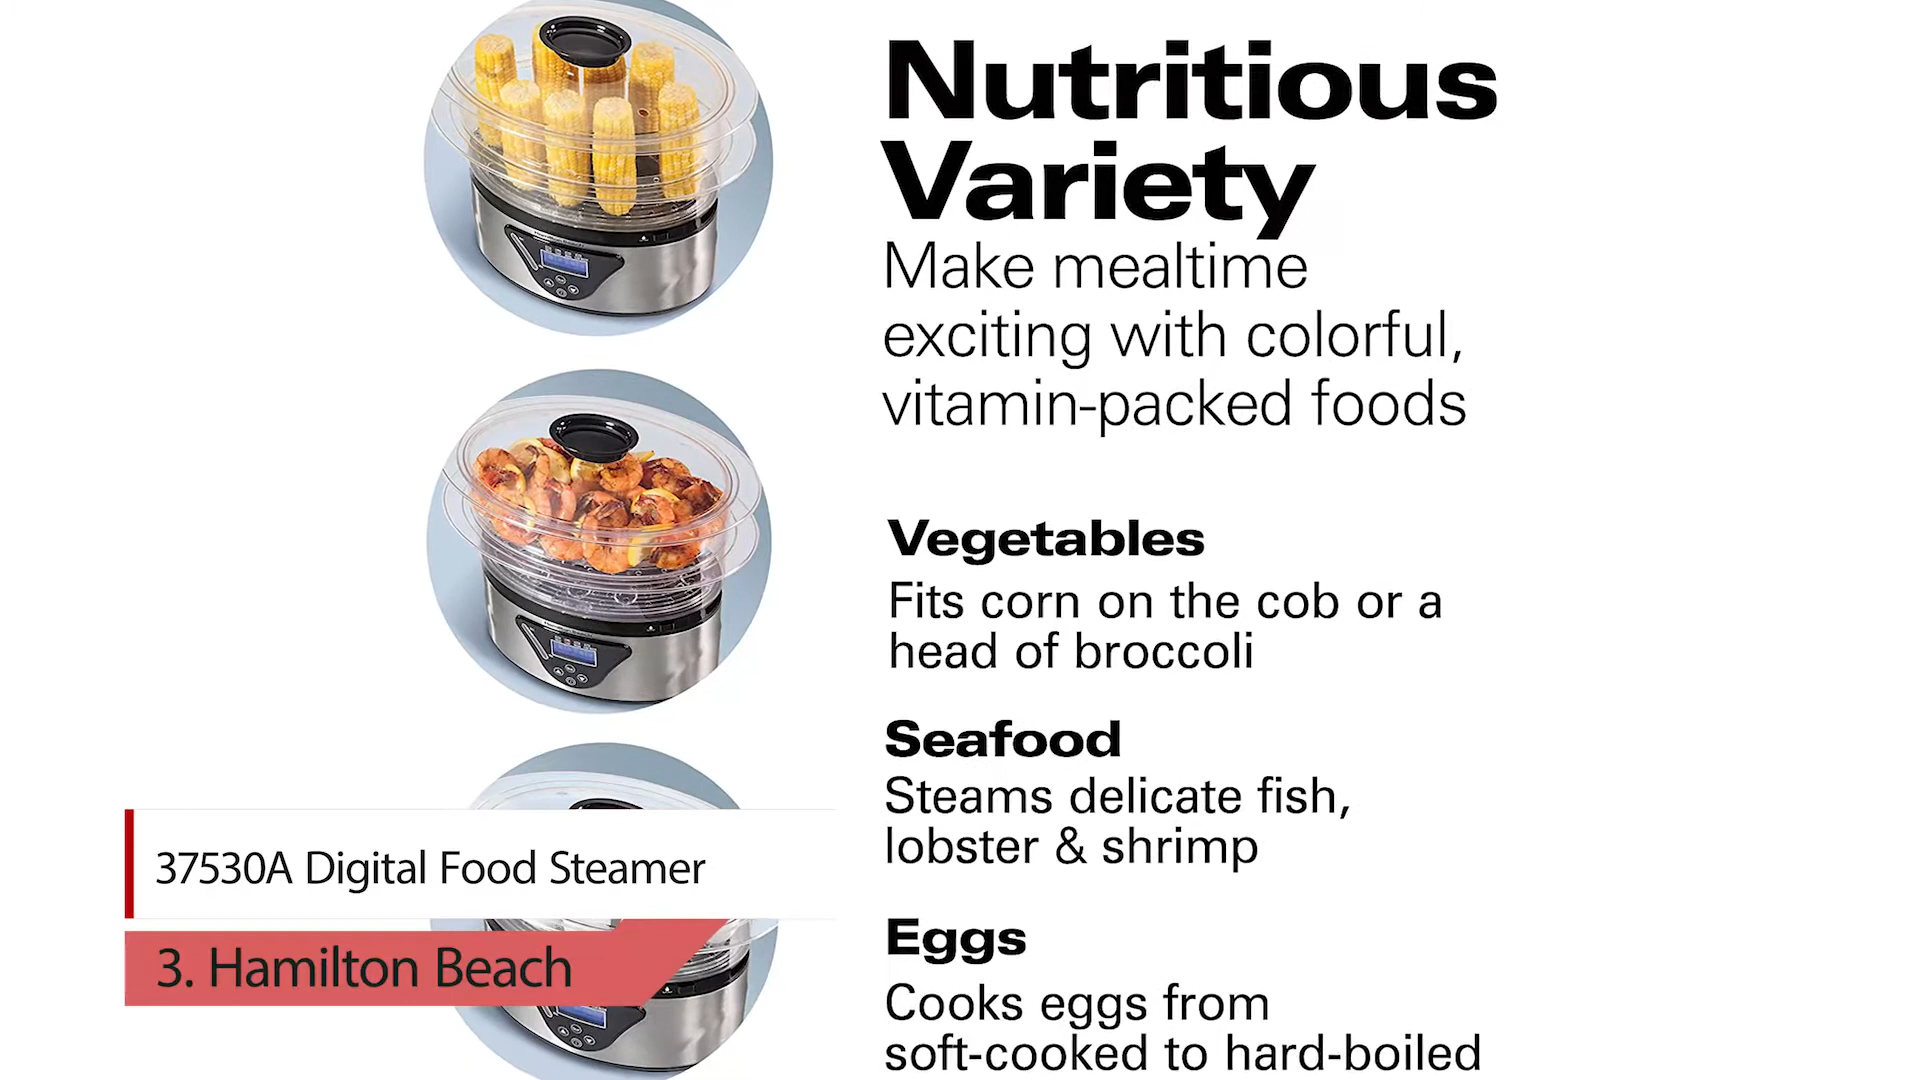 Nutritious
Variety
Make mealtime
exciting with colorful,
vitamin-packed foods
Vegetables
Fits corn on the cob or a
head of broccoli
Seafood
Steams delicate fish,
lobster & shrimp
Eggs
Cooks eggs from
soft-cooked to hard-boiled
37530A Digital Food Steamer
3. Hamilton Beach